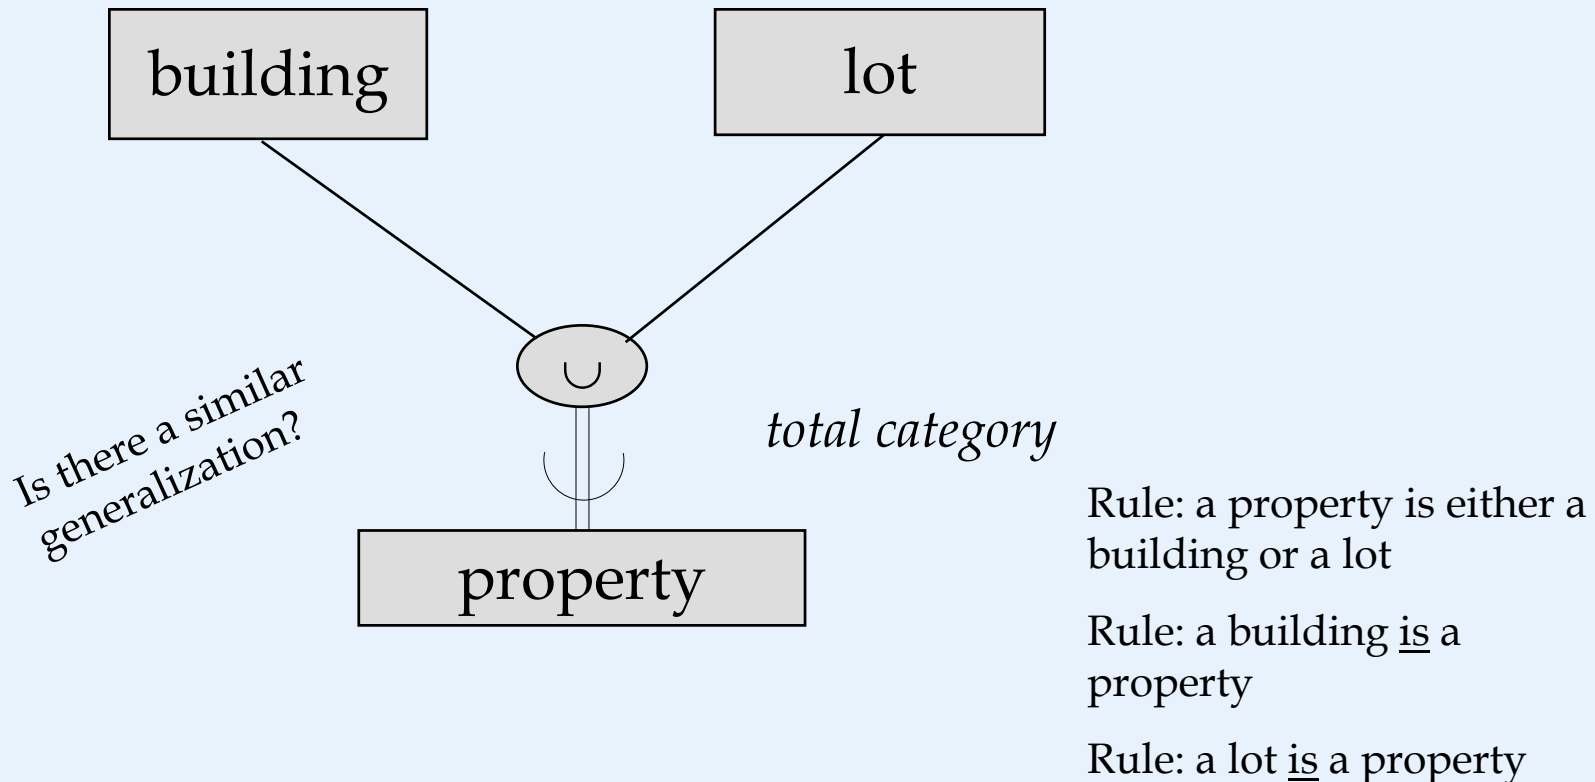 building
lot
∪
Is there a similar
generalization?
total category
property
Rule: a property is either a
building or a lot
Rule: a building is a
property
Rule: a lot is a property